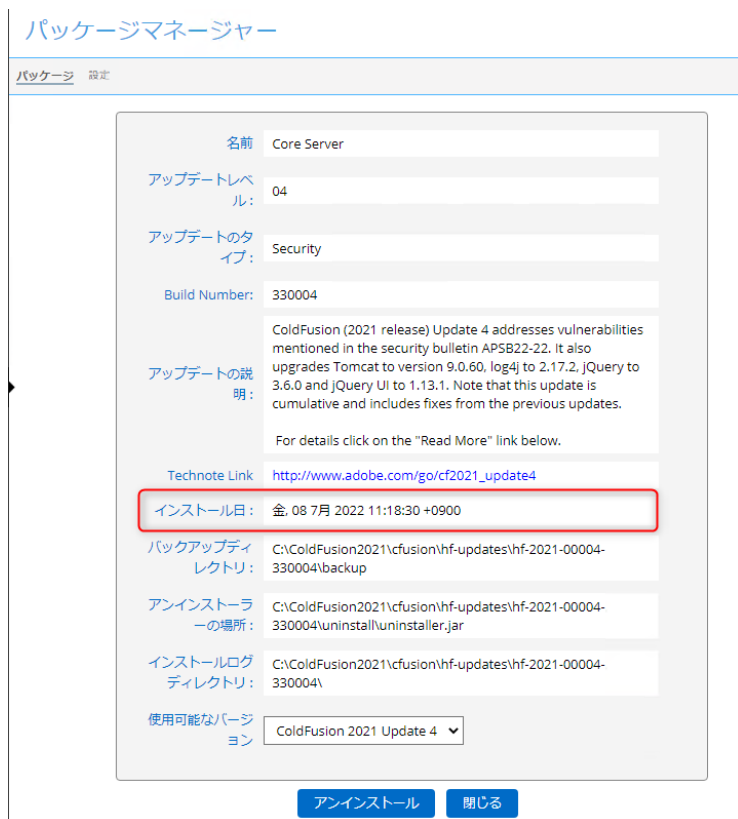 パッケージマネージャー
パッケージ 設定
名前 Core Server
アップデートレベ
ル :
04
アップデートのタ
イプ :
Security
Build Number: 330004
アップデートの説
明 :
ColdFusion (2021 release) Update 4 addresses vulnerabilities
mentioned in the security bulletin APSB22-22. It also
upgrades Tomcat to version 9.0.60, log4j to 2.17.2, jQuery to
3.6.0 and jQuery UI to 1.13.1. Note that this update is
cumulative and includes fixes from the previous updates.
For details click on the "Read More" link below.
Technote Link http://www.adobe.com/go/cf2021_update4
インストール日 : 金, 08 7月 2022 11:18:30 +0900
バックアップディ
レクトリ :
C:\ColdFusion2021\cfusion\hf-updates\hf-2021-00004-
330004\backup
アンインストーラ
ーの場所 :
C:\ColdFusion2021\cfusion\hf-updates\hf-2021-00004-
330004\uninstall\uninstaller.jar
インストールログ
ディレクトリ :
C:\ColdFusion2021\cfusion\hf-updates\hf-2021-00004-
330004\
使用可能なバージ
ョン
ColdFusion 2021 Update 4
アンインストール 閉じる